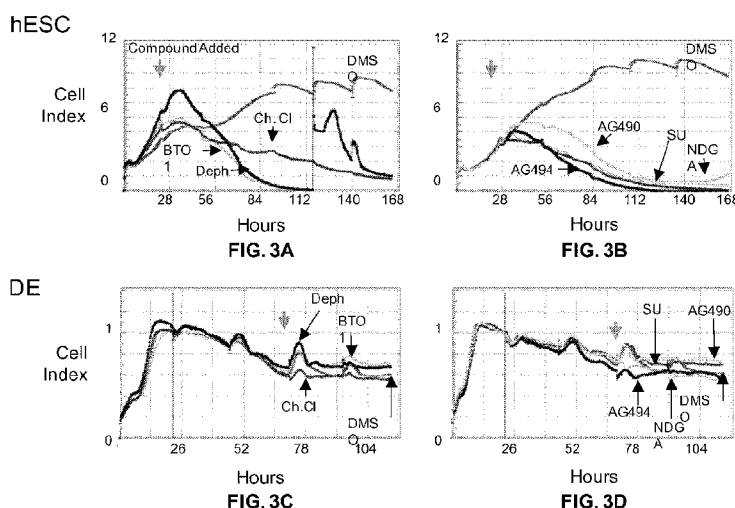 hESC
12
Compound Added
DMS
O
Cell
Index
6
Ch.Cl
BTO
1
Deph
0
28
56
84
112
140
168
Hours
FIG. 3A
12
DMS
O
6
AG490
SU
NDG
A
AG494
0
28
56
84
112
140
168
Hours
FIG. 3B
DE
Deph
BTO
1
1
Cell
Index
Ch.Cl
DMS
O
0
26
52
78
104
Hours
FIG. 3C
SU
AG490
1
AG494
DMS
O
NDG
A
0
26
52
78
104
Hours
FIG. 3D